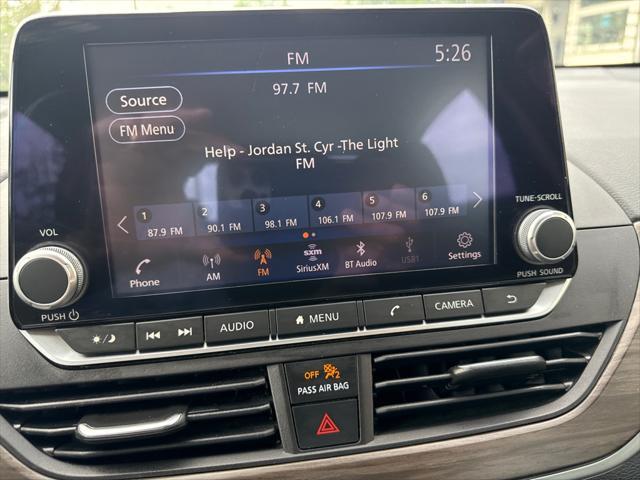 FM
5:26
97.7 FM
Source
FM Menu
Help - Jordan St. Cyr -The Light
FM
1
87.9 FM
2
90.1 FM
3
98.1 FM
4
106.1 FM
5
107.9 FM
6
107.9 FM
Phone
AM
FM
sxm
SiriusXM
BT Audio
USB1
Settings
VOL
PUSH
TUNE-SCROLL
PUSH SOUND
AUDIO
MENU
CAMERA
OFF 2
PASS AIR BAG